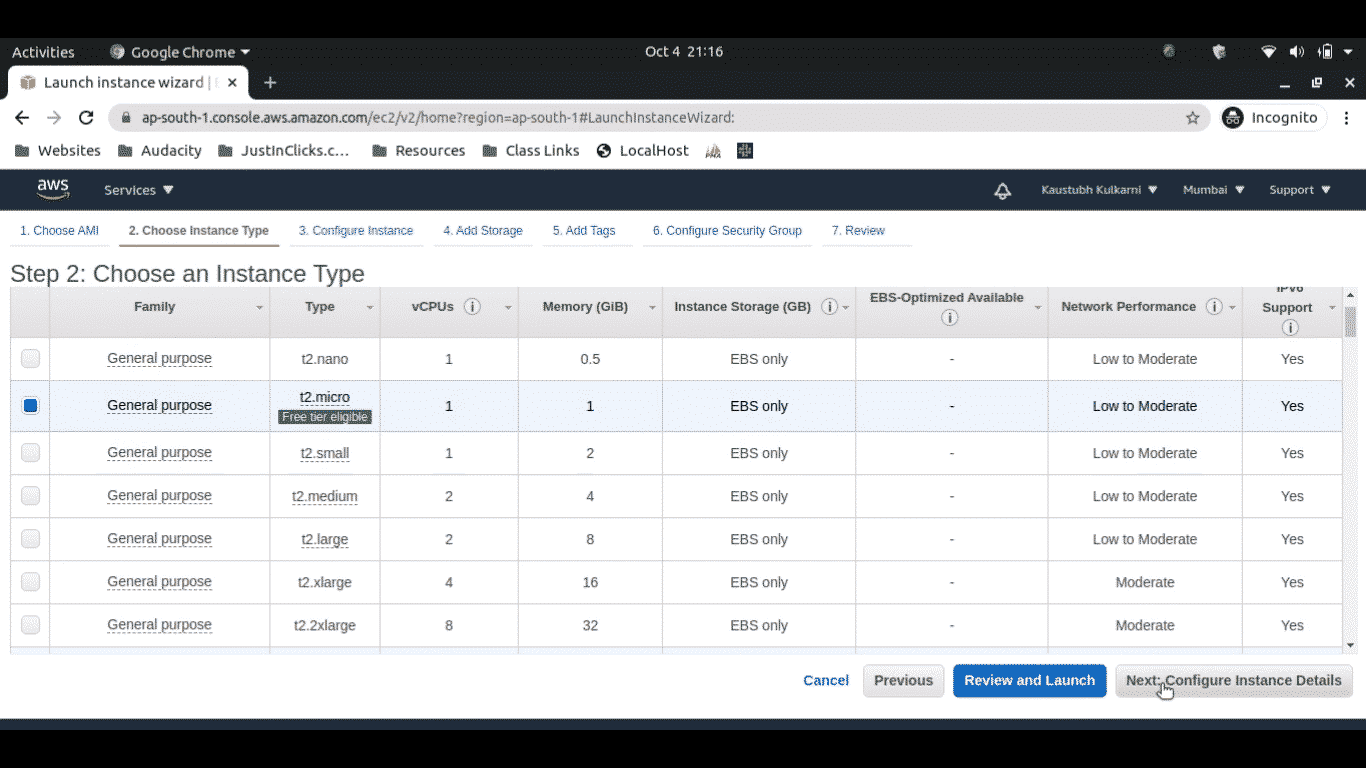 Activities Google Chrome Oct 4 21:16
Launch instance wizard |
ap-south-1.console.aws.amazon.com/ec2/v2/home?region=ap-south-1#LaunchInstanceWizard: Incognito
Websites Audacity JustInClicks.c... Resources Class Links LocalHost
aws Services Kaustubh Kulkarni Mumbai Support
1. Choose AMI 2. Choose Instance Type 3. Configure Instance 4. Add Storage 5. Add Tags 6. Configure Security Group 7. Review
Step 2: Choose an Instance Type
Family Type vCPUs Memory (GiB) Instance Storage (GB) EBS-Optimized Available Network Performance IPv6 Support
General purpose t2.nano 1 0.5 EBS only - Low to Moderate Yes
General purpose t2.micro Free tier eligible 1 1 EBS only - Low to Moderate Yes
General purpose t2.small 1 2 EBS only - Low to Moderate Yes
General purpose t2.medium 2 4 EBS only - Low to Moderate Yes
General purpose t2.large 2 8 EBS only - Low to Moderate Yes
General purpose t2.xlarge 4 16 EBS only - Moderate Yes
General purpose t2.2xlarge 8 32 EBS only - Moderate Yes
Cancel Previous Review and Launch Next: Configure Instance Details